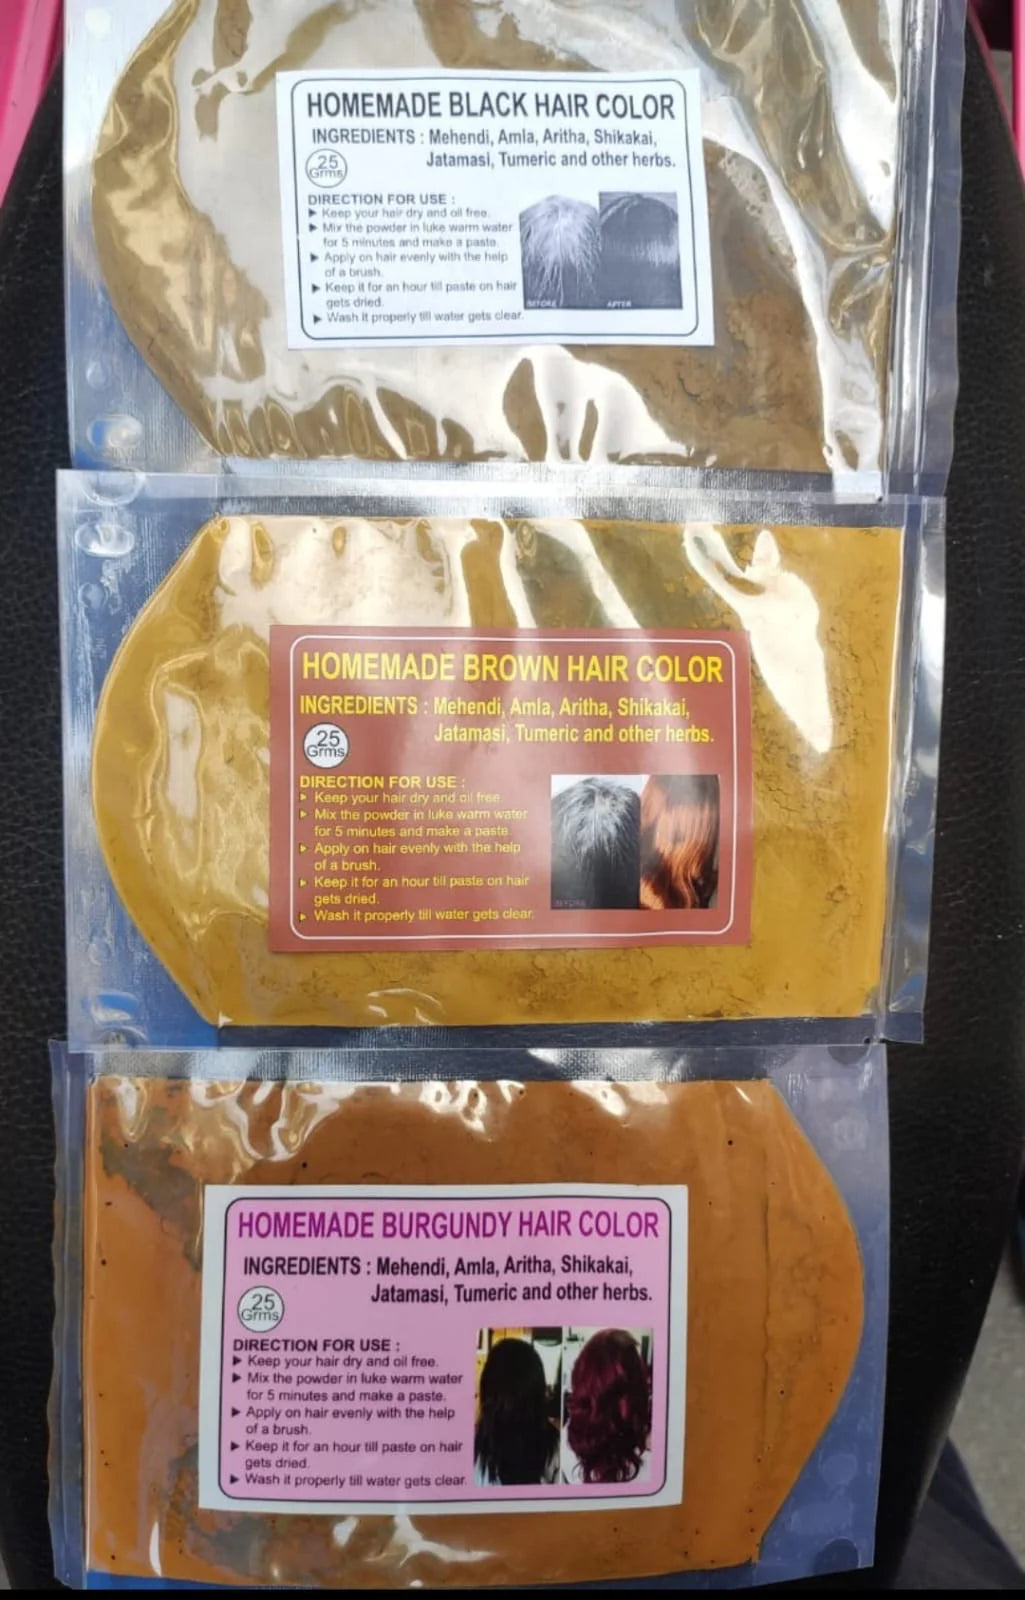 HOMEMADE BLACK HAIR COLOR
INGREDIENTS : Mehendi, Amla, Aritha, Shikakai,
Jatamasi, Tumeric and other herbs.
25
Grms
DIRECTION FOR USE :
► Keep your hair dry and oil free.
► Mix the powder in luke warm water
for 5 minutes and make a paste.
► Apply on hair evenly with the help
of a brush.
► Keep it for an hour till paste on hair
gets dried.
► Wash it properly till water gets clear.
BEFORE AFTER
HOMEMADE BROWN HAIR COLOR
INGREDIENTS : Mehendi, Amla, Aritha, Shikakai,
Jatamasi, Tumeric and other herbs.
25
Grms
DIRECTION FOR USE :
► Keep your hair dry and oil free.
► Mix the powder in luke warm water
for 5 minutes and make a paste.
► Apply on hair evenly with the help
of a brush.
► Keep it for an hour till paste on hair
gets dried.
► Wash it properly till water gets clear.
BEFORE
HOMEMADE BURGUNDY HAIR COLOR
INGREDIENTS : Mehendi, Amla, Aritha, Shikakai,
Jatamasi, Tumeric and other herbs.
25
Grms
DIRECTION FOR USE :
► Keep your hair dry and oil free.
► Mix the powder in luke warm water
for 5 minutes and make a paste.
► Apply on hair evenly with the help
of a brush.
► Keep it for an hour till paste on hair
gets dried.
► Wash it properly till water gets clear.